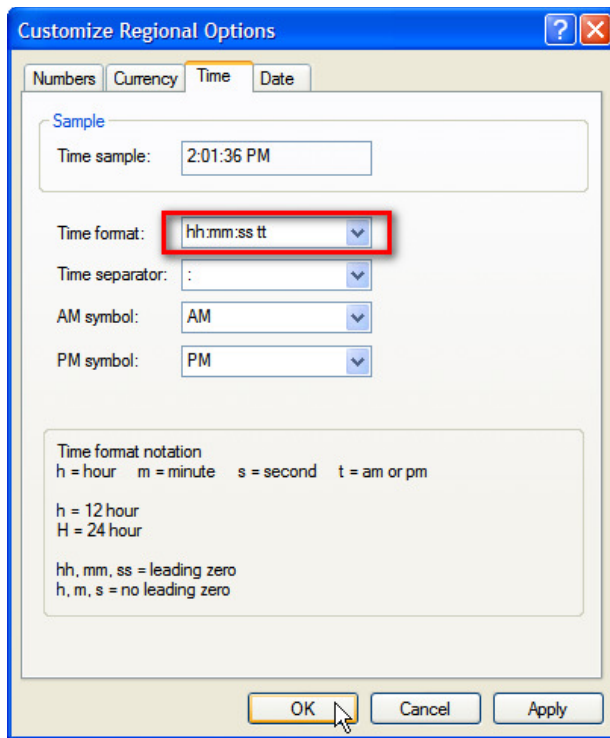 Customize Regional Options
Numbers Currency Time Date
Sample
Time sample: 2:01:36 PM
Time format: hh:mm:ss tt
Time separator: :
AM symbol: AM
PM symbol: PM
Time format notation
h = hour m = minute s = second t = am or pm
h = 12 hour
H = 24 hour
hh, mm, ss = leading zero
h, m, s = no leading zero
OK Cancel Apply